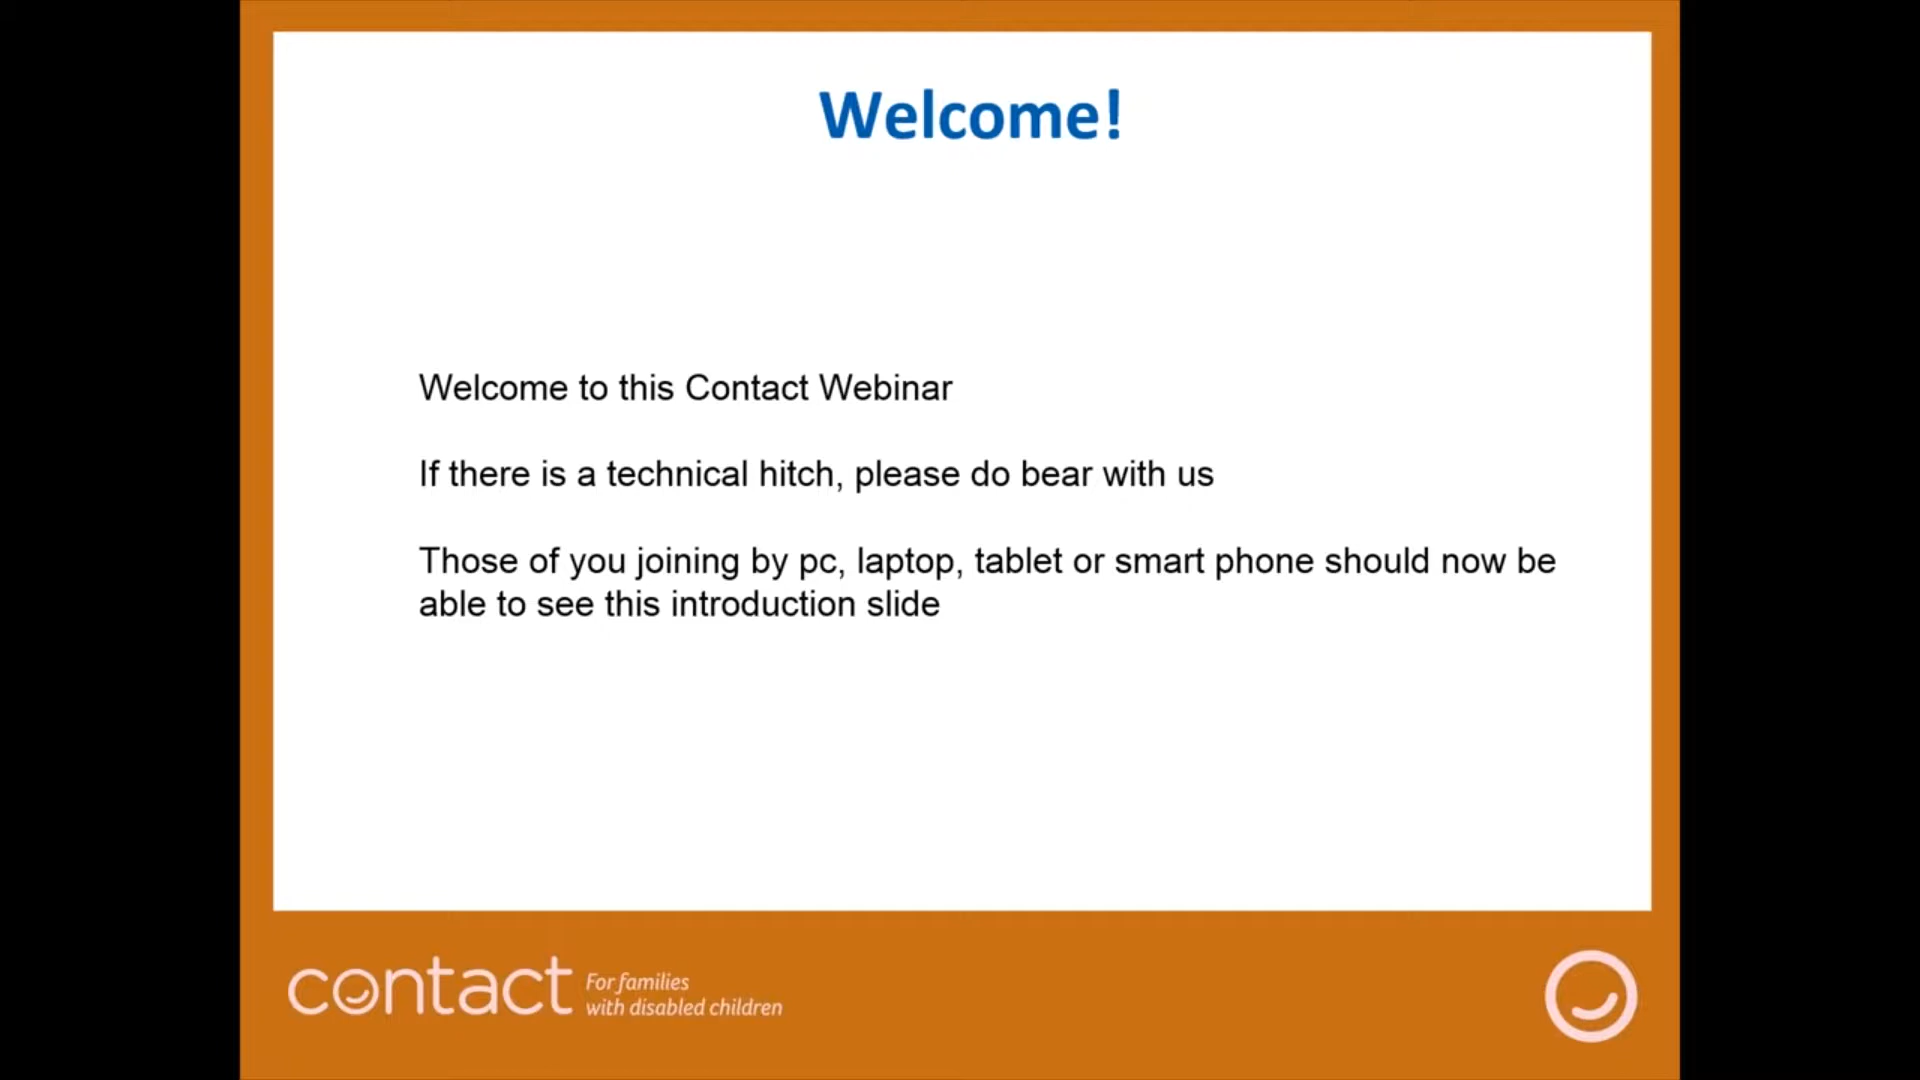 Welcome!
Welcome to this Contact Webinar
If there is a technical hitch, please do bear with us
Those of you joining by pc, laptop, tablet or smart phone should now be
able to see this introduction slide
contact
For families
with disabled children